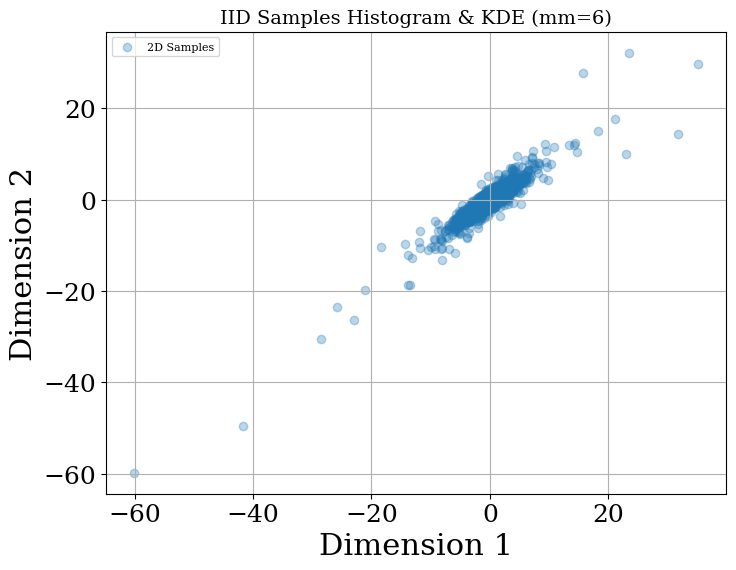 IID Samples Histogram & KDE (mm=6)
2D Samples
Dimension 2
20
0
−20
−40
−60
−60 −40 −20 0 20
Dimension 1